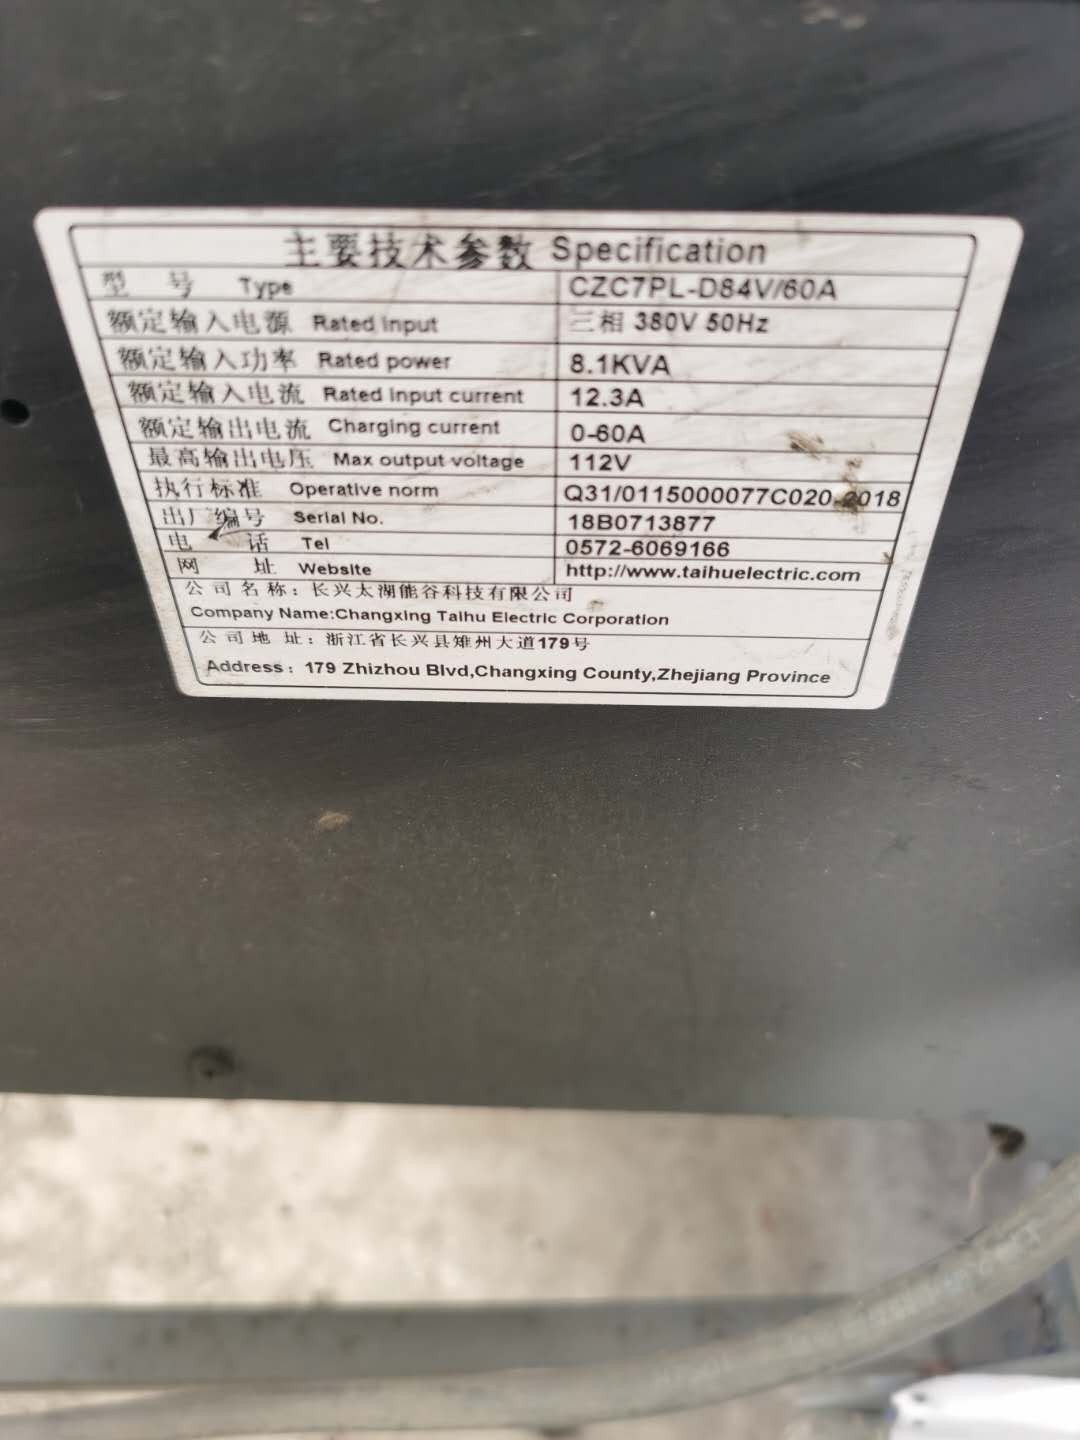 主要技术参数 Specification
型 号 Type CZC7PL-D84V/60A
额定输入电源 Rated input 三相 380V 50Hz
额定输入功率 Rated power 8.1KVA
额定输入电流 Rated input current 12.3A
额定输出电流 Charging current 0-60A
最高输出电压 Max output voltage 112V
执行标准 Operative norm Q31/0115000077C020-2018
出厂编号 Serial No. 18B0713877
电 话 Tel 0572-6069166
网 址 Website http://www.taihuelectric.com
公司名称：长兴太湖能谷科技有限公司
Company Name:Changxing Taihu Electric Corporation
公司地 址：浙江省长兴县雉州大道179号
Address：179 Zhizhou Blvd,Changxing County,Zhejiang Province